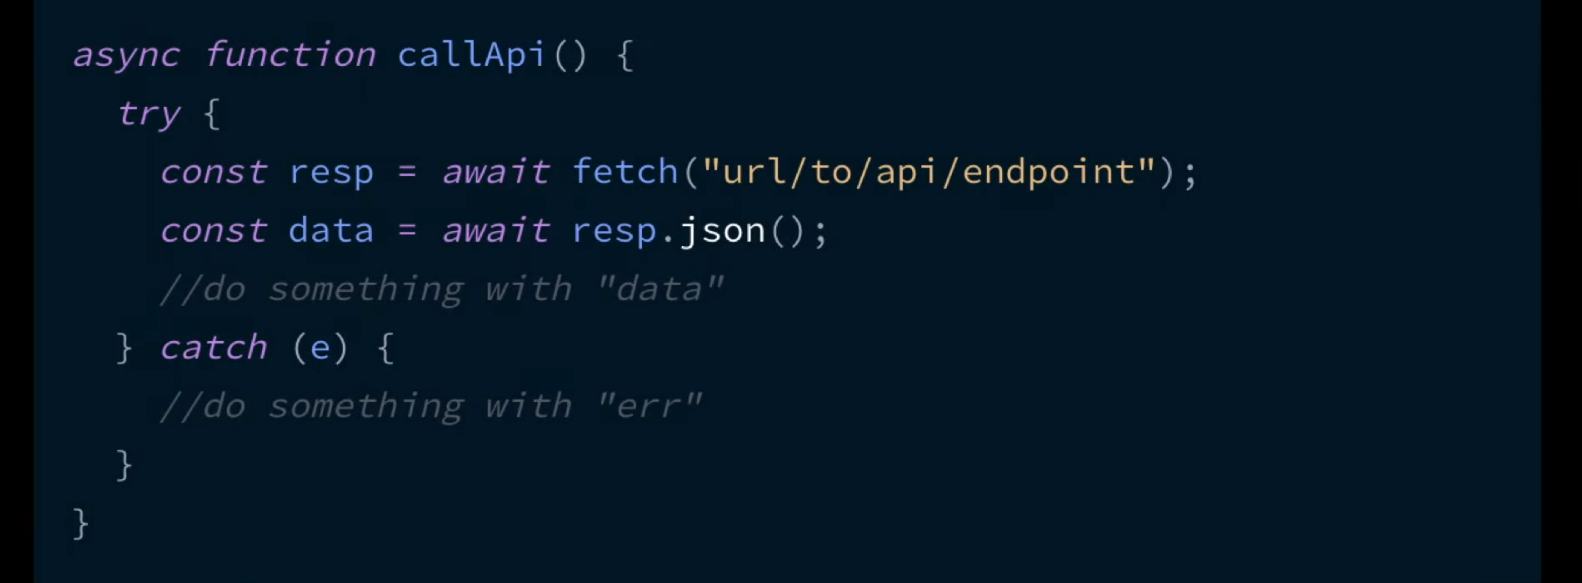 async function callApi() {
  try {
    const resp = await fetch("url/to/api/endpoint");
    const data = await resp.json();
    //do something with "data"
  } catch (e) {
    //do something with "err"
  }
}